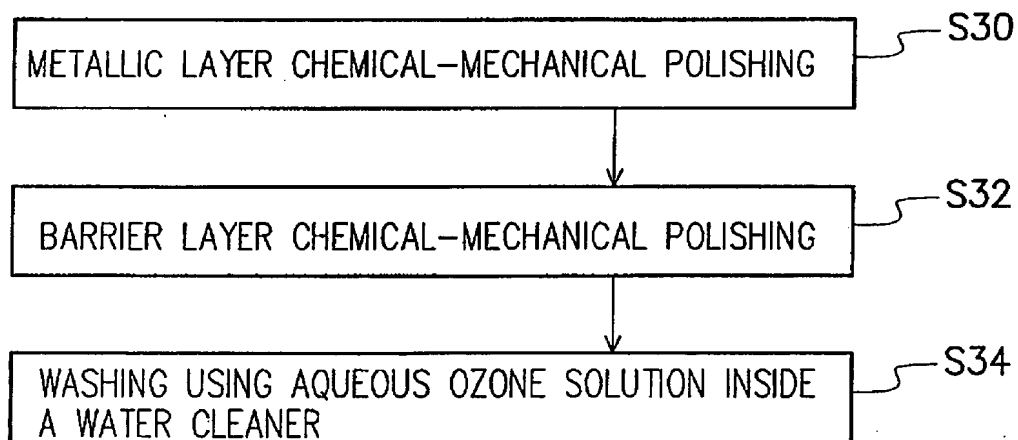 METALLIC LAYER CHEMICAL-MECHANICAL POLISHING
S30
BARRIER LAYER CHEMICAL-MECHANICAL POLISHING
S32
WASHING USING AQUEOUS OZONE SOLUTION INSIDE
A WATER CLEANER
S34